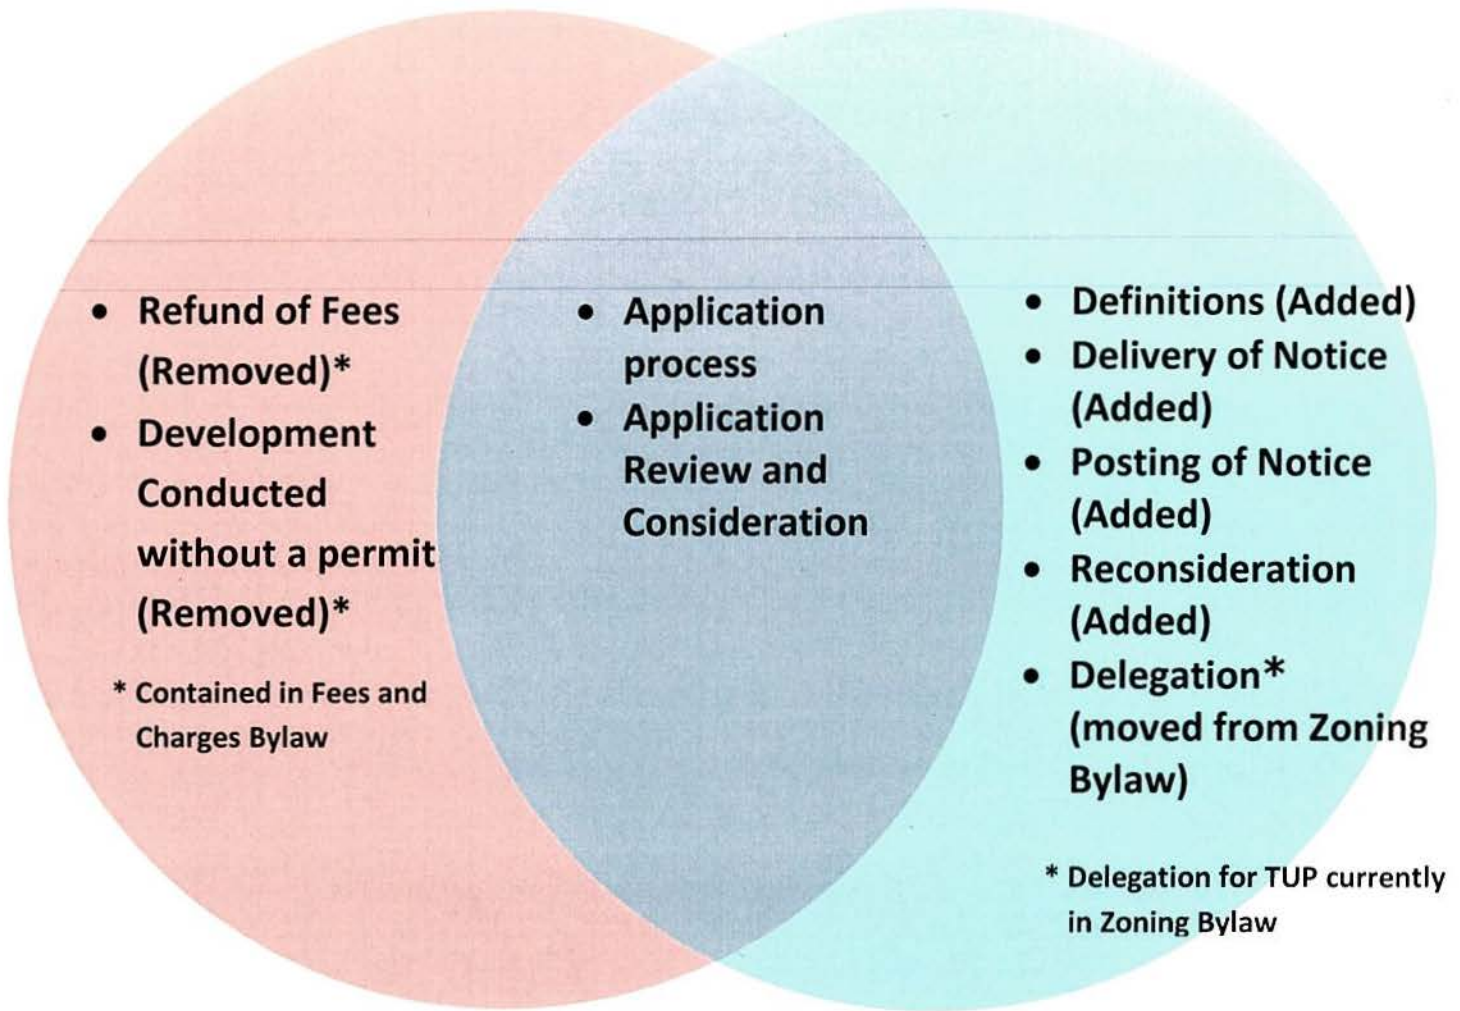 • Refund of Fees
(Removed)*
• Development
Conducted
without a permit
(Removed)*
* Contained in Fees and
Charges Bylaw
• Application
process
• Application
Review and
Consideration
• Definitions (Added)
• Delivery of Notice
(Added)
• Posting of Notice
(Added)
• Reconsideration
(Added)
• Delegation*
(moved from Zoning
Bylaw)
* Delegation for TUP currently
in Zoning Bylaw